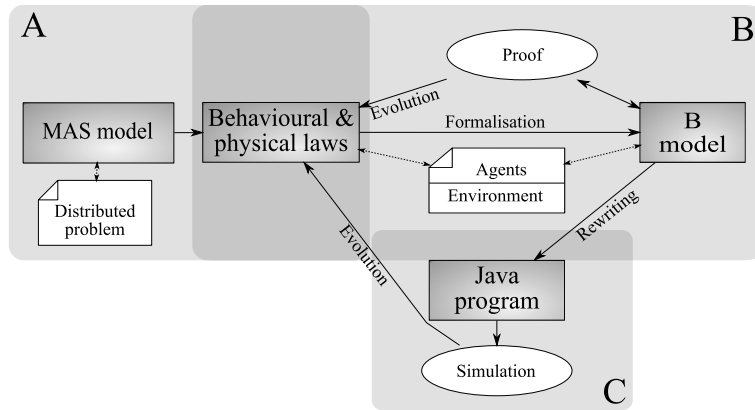 A
B
Proof
Evolution
MAS model
Behavioural &
physical laws
Formalisation
B
model
Agents
Environment
Distributed
problem
Rewriting
Evolution
Java
program
Simulation
C